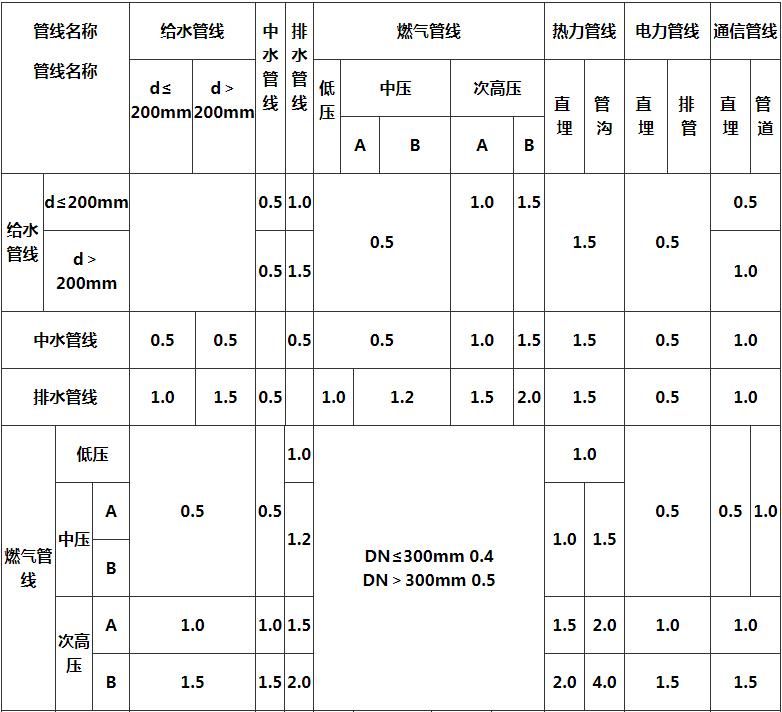 管线名称 给水管线 中水管线 排水管线 燃气管线 热力管线 电力管线 通信管线
管线名称
d≤200mm d＞200mm 低压 中压 次高压 直埋 管沟 直埋 排管 直埋 管道
A B A B
给水管线 d≤200mm 0.5 1.0 0.5 1.0 1.5 1.5 0.5 0.5
d＞200mm 0.5 1.5 1.0
中水管线 0.5 0.5 0.5 0.5 1.0 1.5 1.5 0.5 1.0
排水管线 1.0 1.5 0.5 1.0 1.2 1.5 2.0 1.5 0.5 1.0
燃气管线 低压 0.5 0.5 1.0 DN≤300mm 0.4 1.0 0.5 0.5 1.0
DN＞300mm 0.5
中压 A 1.2 1.0 1.5
B
次高压 A 1.0 1.0 1.5 1.5 2.0 1.0 1.0
B 1.5 1.5 2.0 2.0 4.0 1.5 1.5